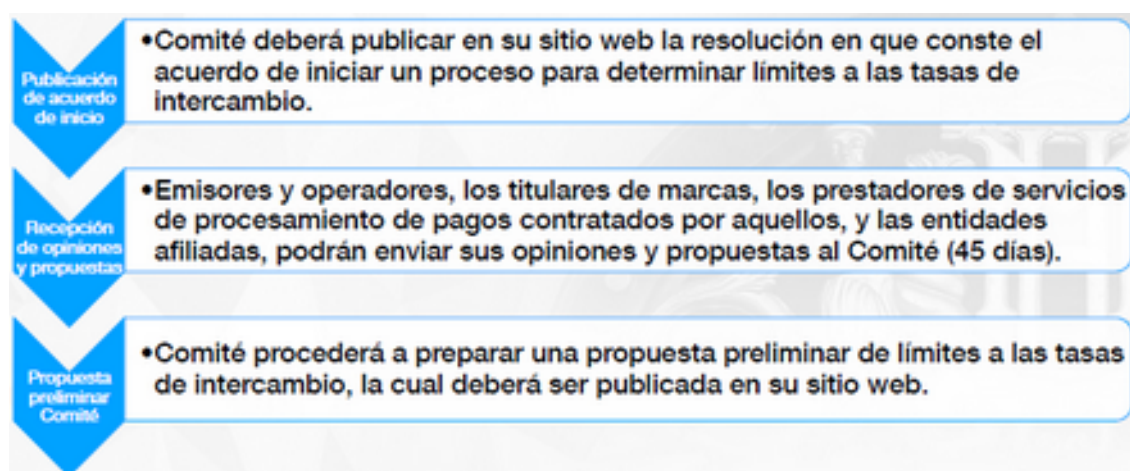 Publicación
de acuerdo
de inicio
•Comité deberá publicar en su sitio web la resolución en que conste el
acuerdo de iniciar un proceso para determinar límites a las tasas de
intercambio.
Recepción
de opiniones
y propuestas
•Emisores y operadores, los titulares de marcas, los prestadores de servicios
de procesamiento de pagos contratados por aquellos, y las entidades
afiliadas, podrán enviar sus opiniones y propuestas al Comité (45 días).
Propuesta
preliminar
Comité
•Comité procederá a preparar una propuesta preliminar de límites a las tasas
de intercambio, la cual deberá ser publicada en su sitio web.